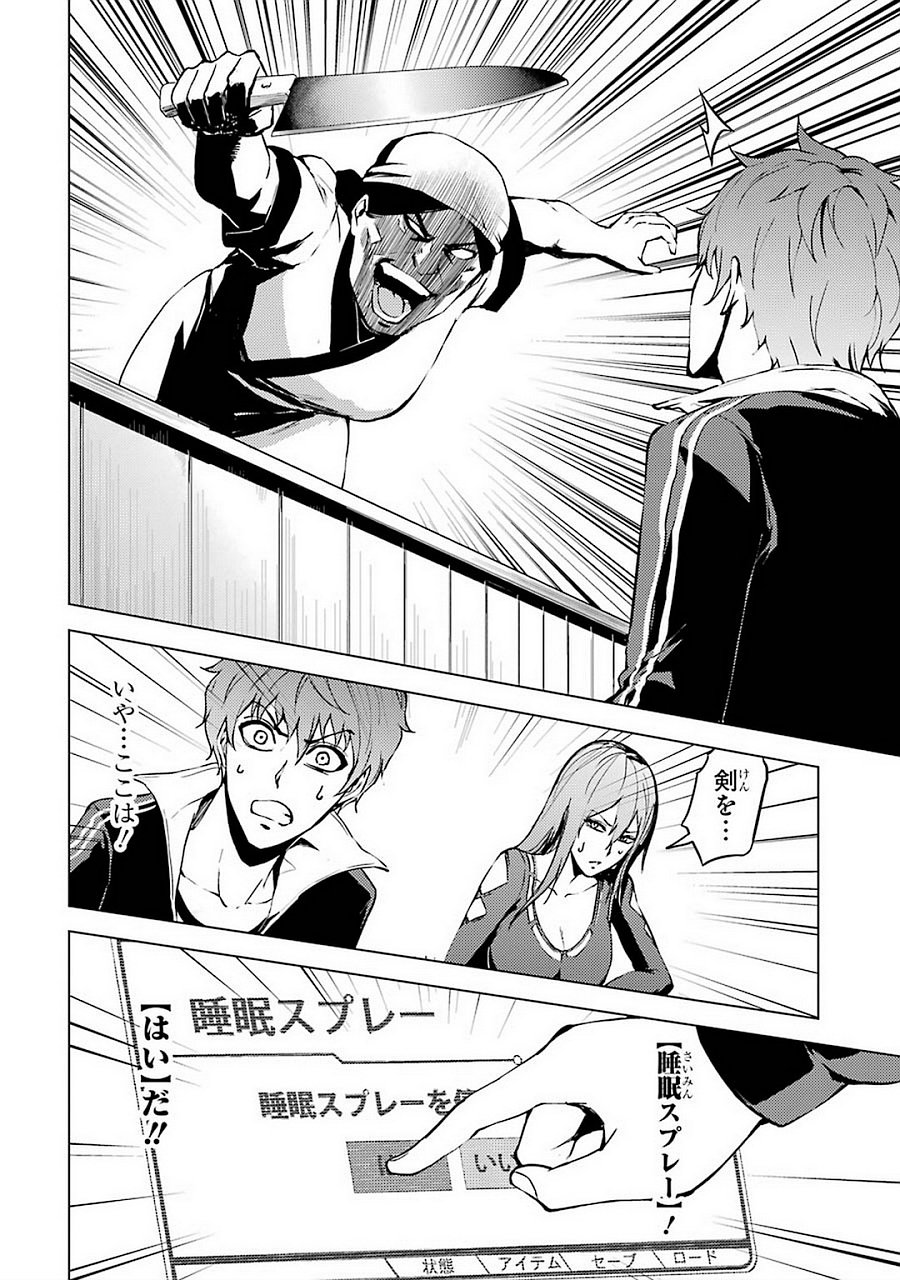 剣を…
いや…ここは!!
【睡眠スプレー】!
【はい】だ!!
睡眠スプレー
睡眠スプレーを使
は
いい
状態 アイテム セーブ ロード